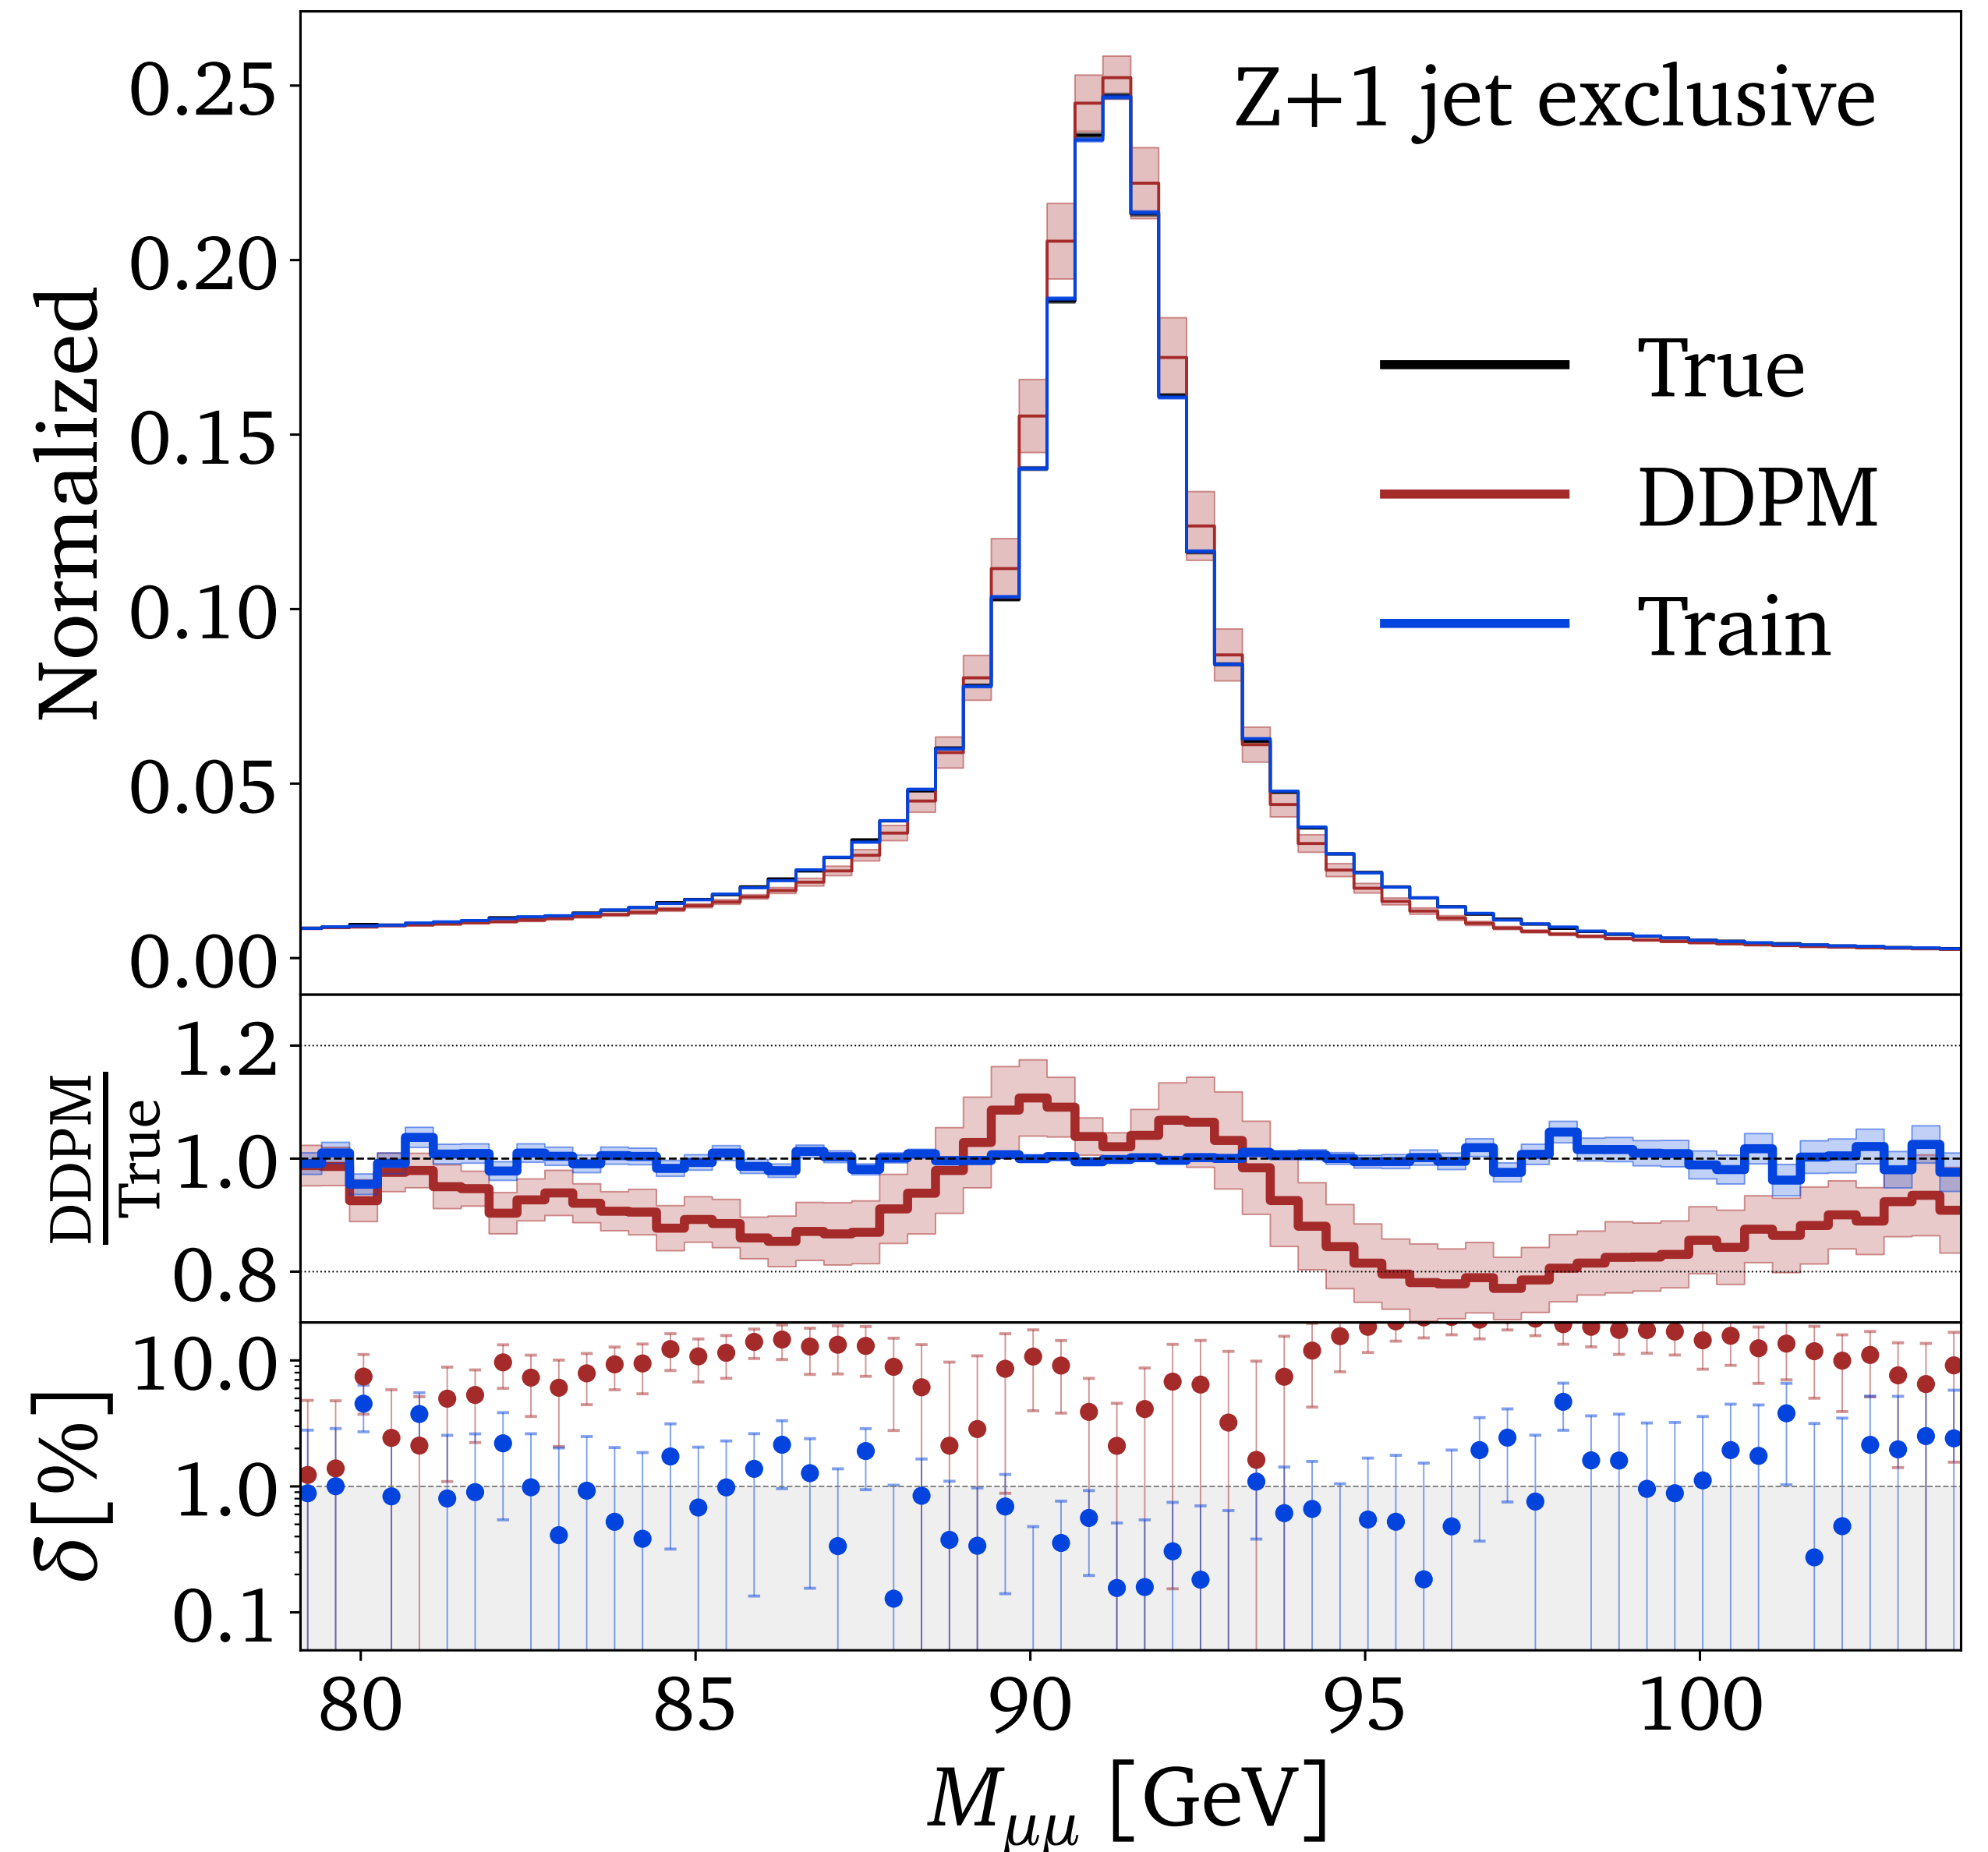 Z+1 jet exclusive
True
DDPM
Train
Normalized
0.25
0.20
0.15
0.10
0.05
0.00
DDPM
True
1.2
1.0
0.8
δ [%]
10.0
1.0
0.1
80 85 90 95 100
M_μμ [GeV]